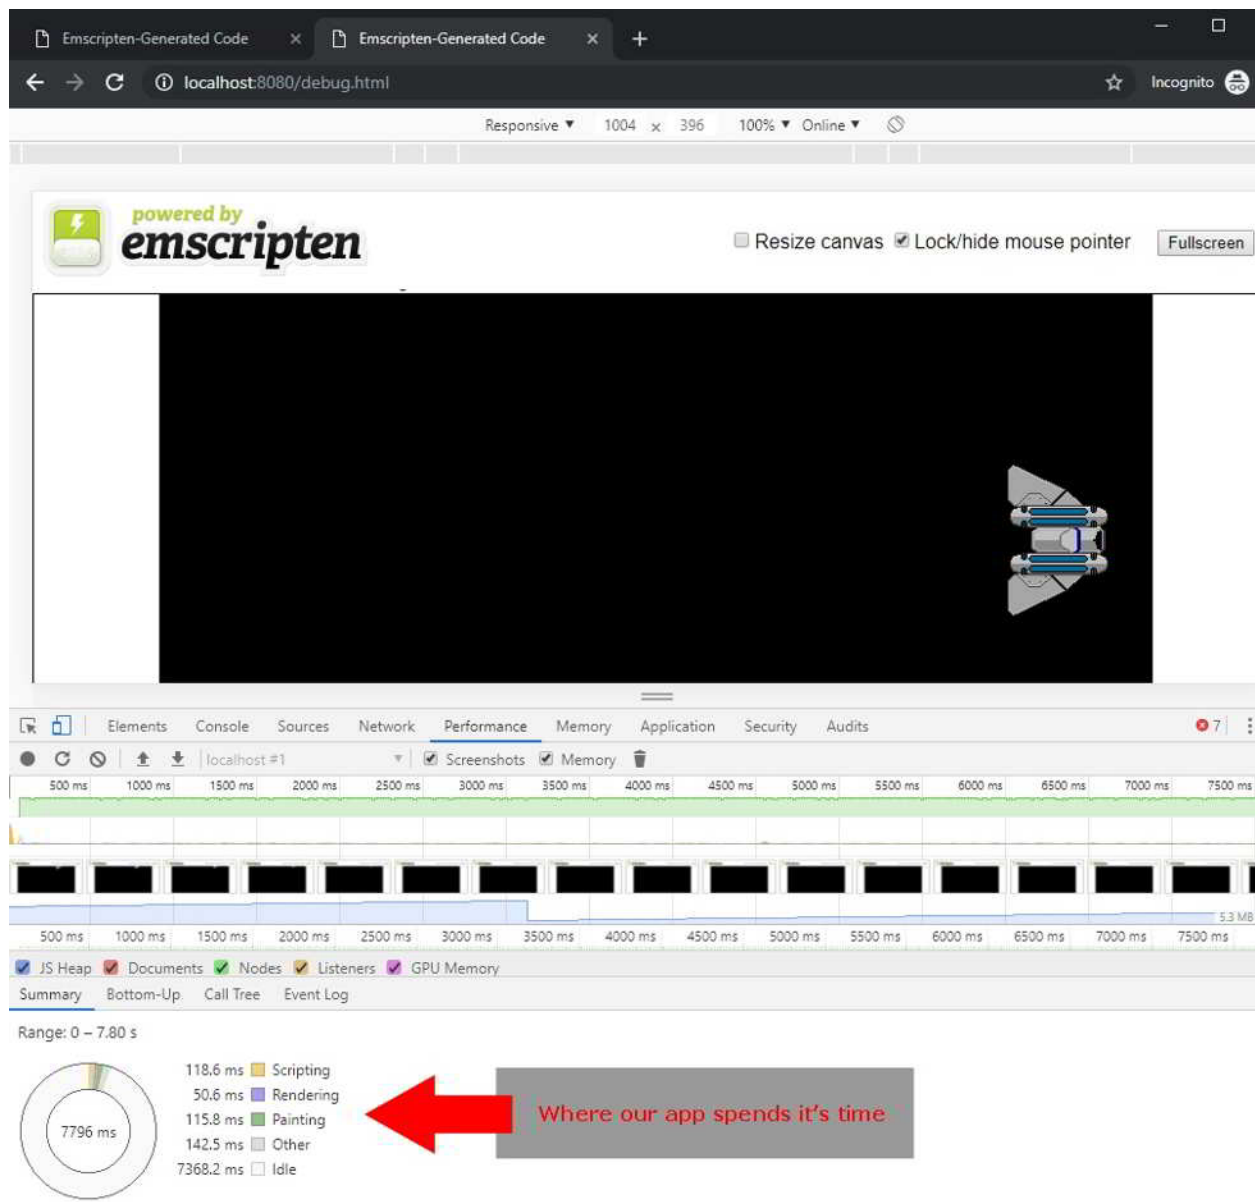 Emscripten-Generated Code × Emscripten-Generated Code × +
localhost:8080/debug.html Incognito
Responsive ▼ 1004 x 396 100% ▼ Online ▼
powered by
emscripten
Resize canvas Lock/hide mouse pointer Fullscreen
Elements Console Sources Network Performance Memory Application Security Audits 7
localhost #1 Screenshots Memory
500 ms 1000 ms 1500 ms 2000 ms 2500 ms 3000 ms 3500 ms 4000 ms 4500 ms 5000 ms 5500 ms 6000 ms 6500 ms 7000 ms 7500 ms
5.3 MB
500 ms 1000 ms 1500 ms 2000 ms 2500 ms 3000 ms 3500 ms 4000 ms 4500 ms 5000 ms 5500 ms 6000 ms 6500 ms 7000 ms 7500 ms
JS Heap Documents Nodes Listeners GPU Memory
Summary Bottom-Up Call Tree Event Log
Range: 0 – 7.80 s
118.6 ms Scripting
50.6 ms Rendering
115.8 ms Painting
142.5 ms Other
7368.2 ms Idle
7796 ms
Where our app spends it's time